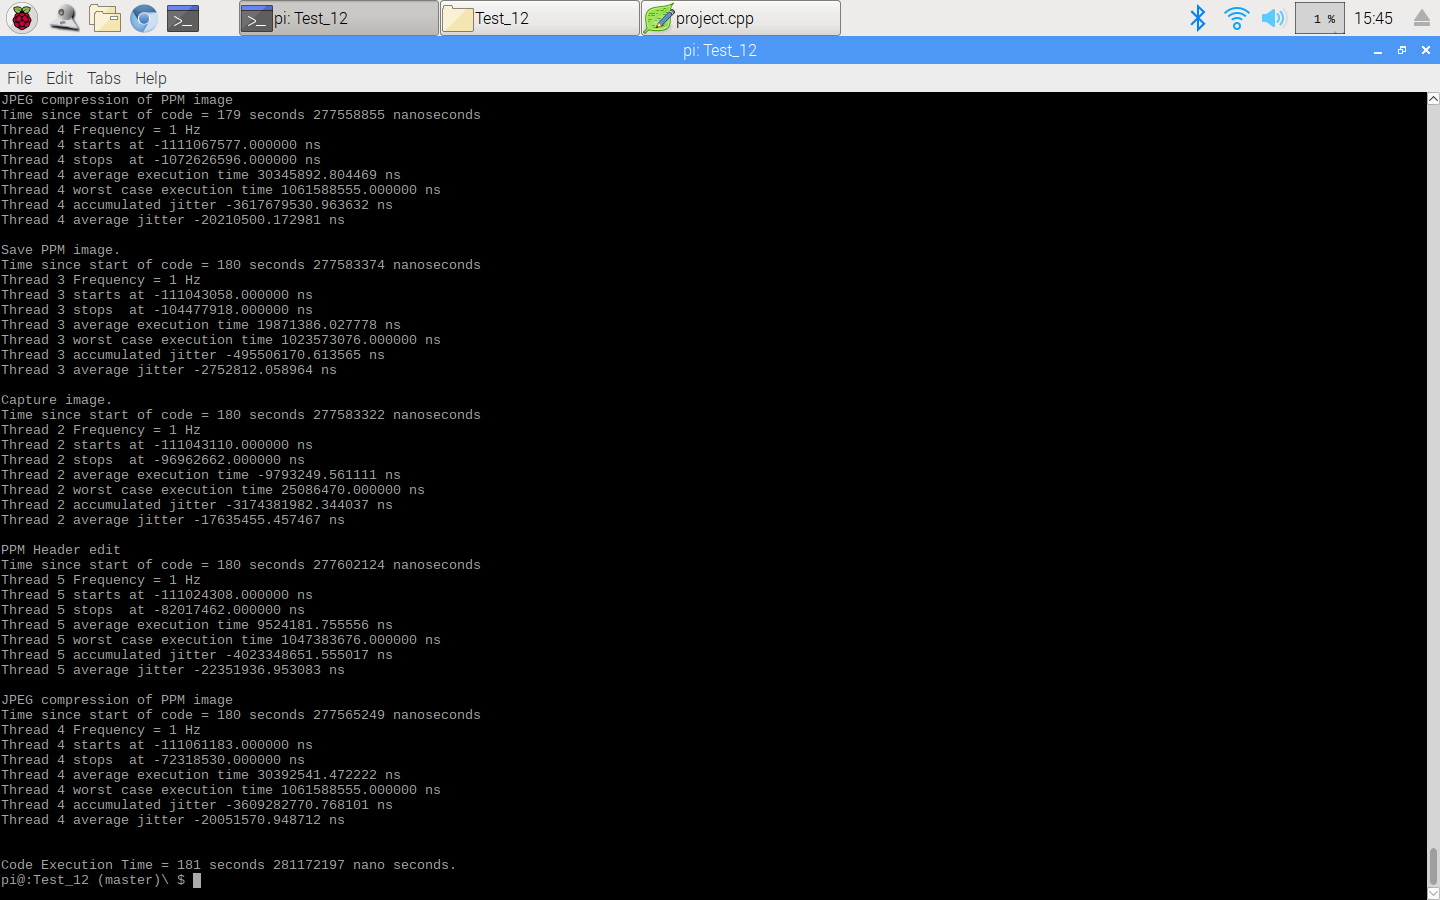 pi: Test_12
Test_12
project.cpp
1 %
15:45
pi: Test_12
File Edit Tabs Help
JPEG compression of PPM image
Time since start of code = 179 seconds 277558855 nanoseconds
Thread 4 Frequency = 1 Hz
Thread 4 starts at -1111067577.000000 ns
Thread 4 stops  at -1072626596.000000 ns
Thread 4 average execution time 30345892.804469 ns
Thread 4 worst case execution time 1061588555.000000 ns
Thread 4 accumulated jitter -3617679530.963632 ns
Thread 4 average jitter -20210500.172981 ns
Save PPM image.
Time since start of code = 180 seconds 277583374 nanoseconds
Thread 3 Frequency = 1 Hz
Thread 3 starts at -111043058.000000 ns
Thread 3 stops  at -104477918.000000 ns
Thread 3 average execution time 19871386.027778 ns
Thread 3 worst case execution time 1023573076.000000 ns
Thread 3 accumulated jitter -495506170.613565 ns
Thread 3 average jitter -2752812.058964 ns
Capture image.
Time since start of code = 180 seconds 277583322 nanoseconds
Thread 2 Frequency = 1 Hz
Thread 2 starts at -111043110.000000 ns
Thread 2 stops  at -96962662.000000 ns
Thread 2 average execution time -9793249.561111 ns
Thread 2 worst case execution time 25086470.000000 ns
Thread 2 accumulated jitter -3174381982.344037 ns
Thread 2 average jitter -17635455.457467 ns
PPM Header edit
Time since start of code = 180 seconds 277602124 nanoseconds
Thread 5 Frequency = 1 Hz
Thread 5 starts at -111024308.000000 ns
Thread 5 stops  at -82017462.000000 ns
Thread 5 average execution time 9524181.755556 ns
Thread 5 worst case execution time 1047383676.000000 ns
Thread 5 accumulated jitter -4023348651.555017 ns
Thread 5 average jitter -22351936.953083 ns
JPEG compression of PPM image
Time since start of code = 180 seconds 277565249 nanoseconds
Thread 4 Frequency = 1 Hz
Thread 4 starts at -111061183.000000 ns
Thread 4 stops  at -72318530.000000 ns
Thread 4 average execution time 30392541.472222 ns
Thread 4 worst case execution time 1061588555.000000 ns
Thread 4 accumulated jitter -3609282770.768101 ns
Thread 4 average jitter -20051570.948712 ns
Code Execution Time = 181 seconds 281172197 nano seconds.
pi@:Test_12 (master)\ $